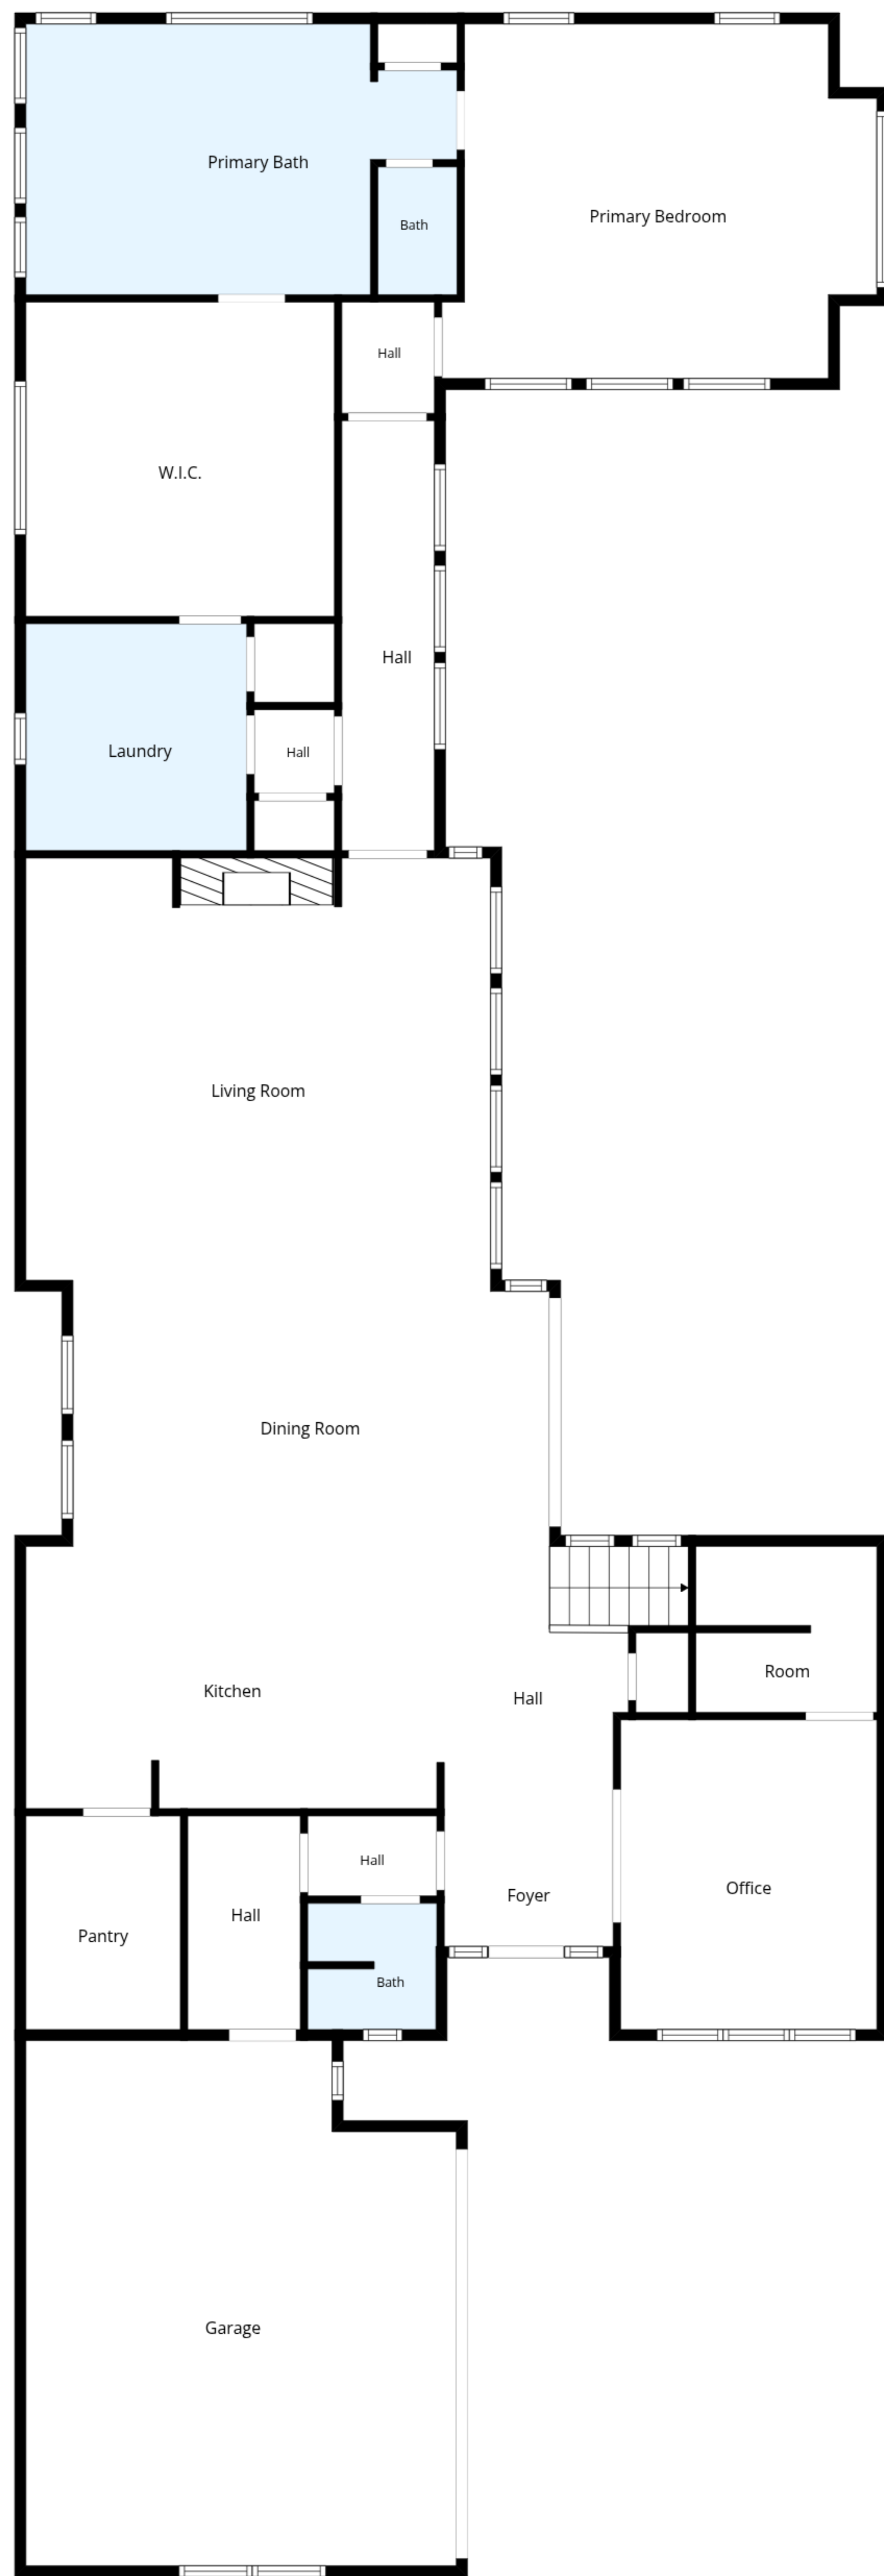 Primary Bath
Primary Bedroom
Bath
Hall
W.I.C.
Hall
Laundry
Hall
Living Room
Dining Room
Room
Kitchen
Hall
Hall
Office
Foyer
Hall
Pantry
Bath
Garage